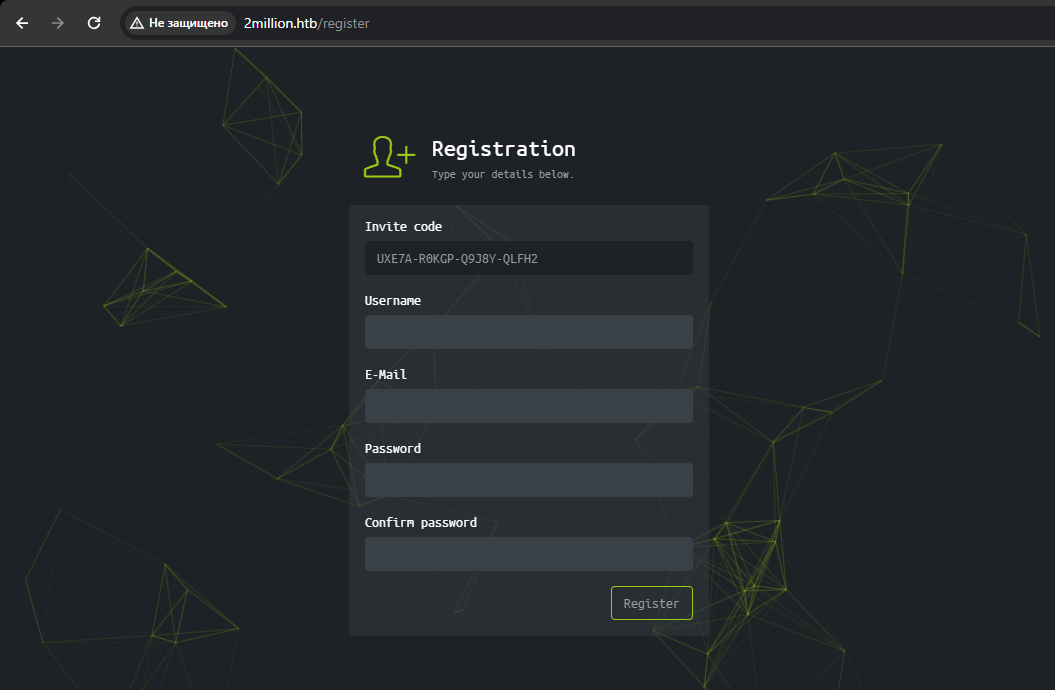 Не защищено 2million.htb/register
Registration
Type your details below.
Invite code
UXE7A-R0KGP-Q9J8Y-QLFH2
Username
E-Mail
Password
Confirm password
Register